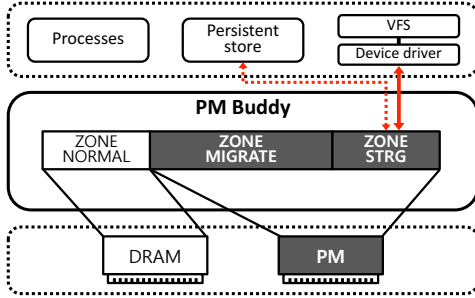 Processes
Persistent
store
VFS
Device driver
PM Buddy
ZONE
NORMAL
ZONE
MIGRATE
ZONE
STRG
DRAM
PM